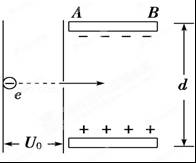 A B
− − − −
e
d
+ + + +
U₀